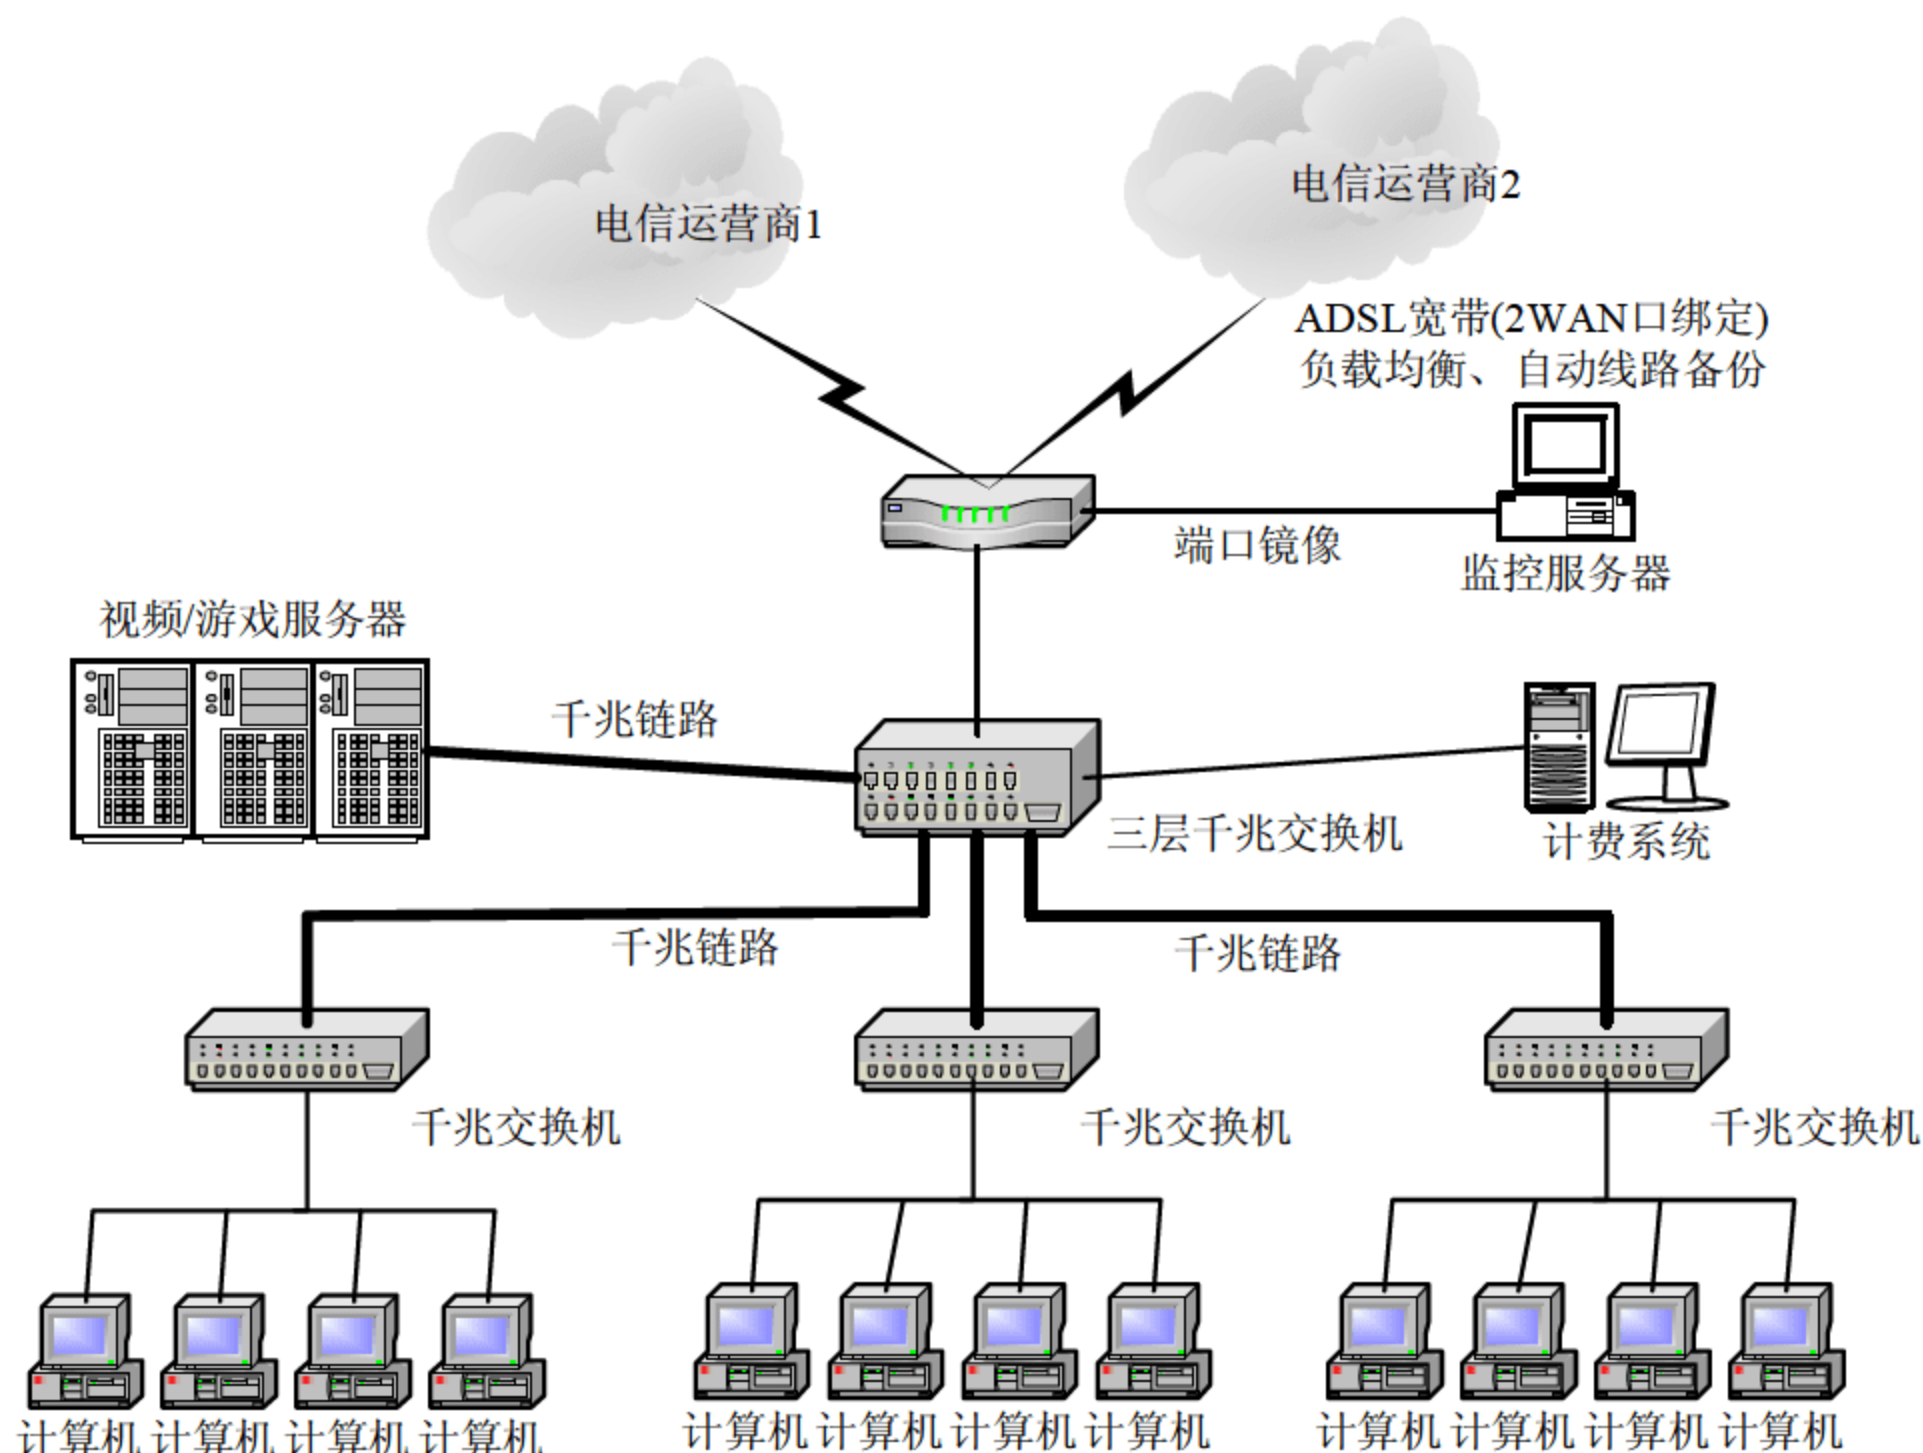 电信运营商1
电信运营商2
ADSL宽带(2WAN口绑定)
负载均衡、自动线路备份
端口镜像
监控服务器
视频/游戏服务器
千兆链路
三层千兆交换机
计费系统
千兆链路
千兆链路
千兆交换机
千兆交换机
千兆交换机
计算机 计算机 计算机 计算机
计算机 计算机 计算机 计算机
计算机 计算机 计算机 计算机